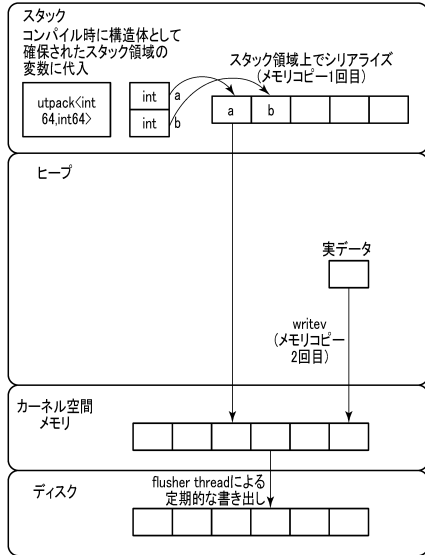 スタック
コンパイル時に構造体として
確保されたスタック領域の
変数に代入
スタック領域上でシリアライズ
(メモリコピー1回目)
utpack<int
64,int64>
int
a
int
b
a
b
ヒープ
実データ
writev
(メモリコピー
2回目)
カーネル空間
メモリ
flusher threadによる
定期的な書き出し
ディスク